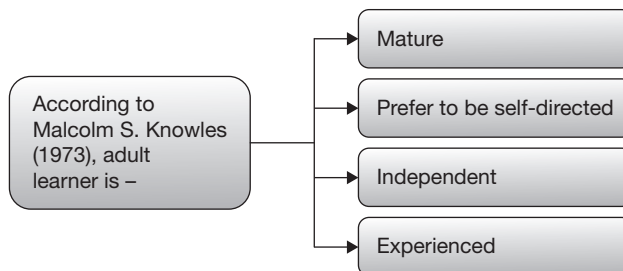 According to
Malcolm S. Knowles
(1973), adult
learner is –
Mature
Prefer to be self-directed
Independent
Experienced